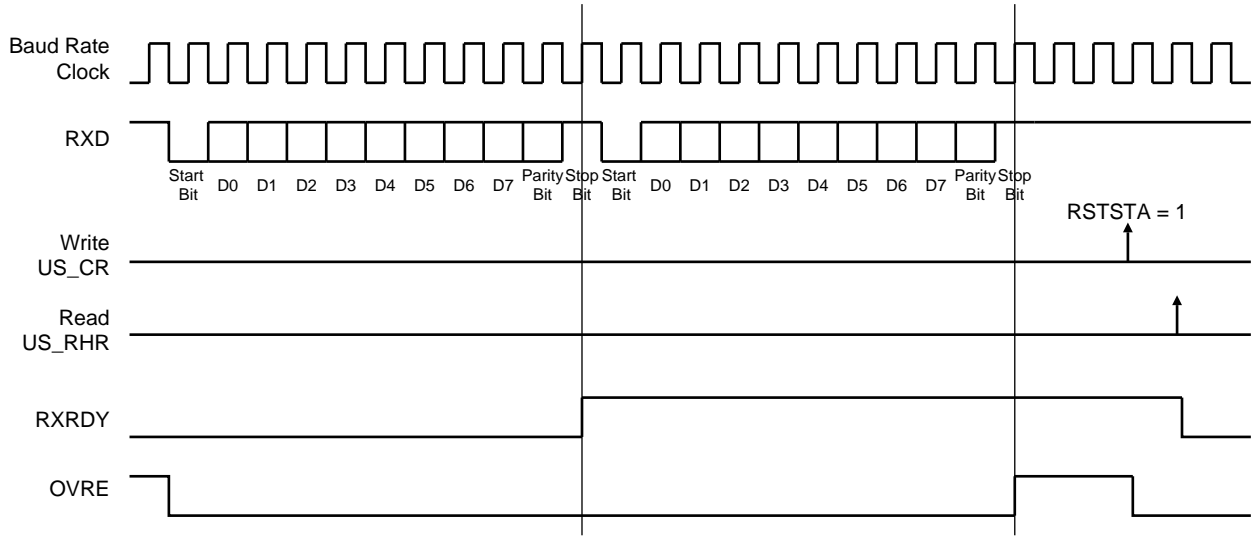 Baud Rate
Clock
RXD
Start
Bit
D0 D1 D2 D3 D4 D5 D6 D7
Parity
Bit
Stop
Bit
Start
Bit
D0 D1 D2 D3 D4 D5 D6 D7
Parity
Bit
Stop
Bit
RSTSTA = 1
Write
US_CR
Read
US_RHR
RXRDY
OVRE